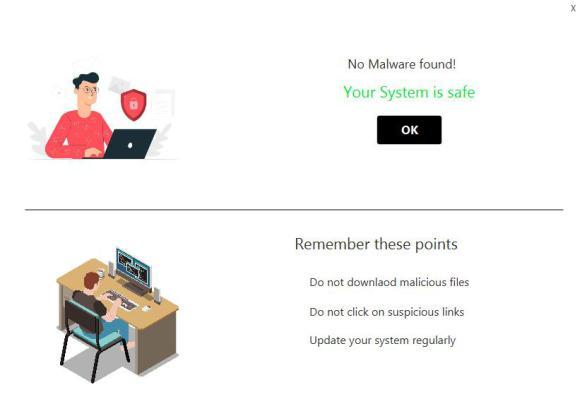 X
No Malware found!
Your System is safe
OK
Remember these points
Do not downlaod malicious files
Do not click on suspicious links
Update your system regularly